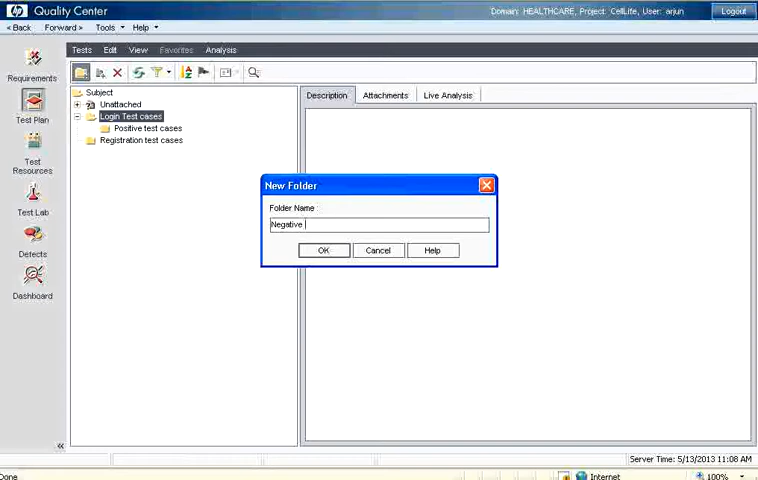 hp Quality Center
Domain: HEALTHCARE, Project: CellLife, User: arjun
Logout
< Back Forward > Tools Help
Tests Edit View Favorites Analysis
Requirements
Test Plan
Test Resources
Test Lab
Defects
Dashboard
Subject
Unattached
Login Test cases
Positive test cases
Registration test cases
Description Attachments Live Analysis
New Folder
Folder Name :
Negative
OK Cancel Help
Server Time: 5/13/2013 11:08 AM
Done
Internet
100%